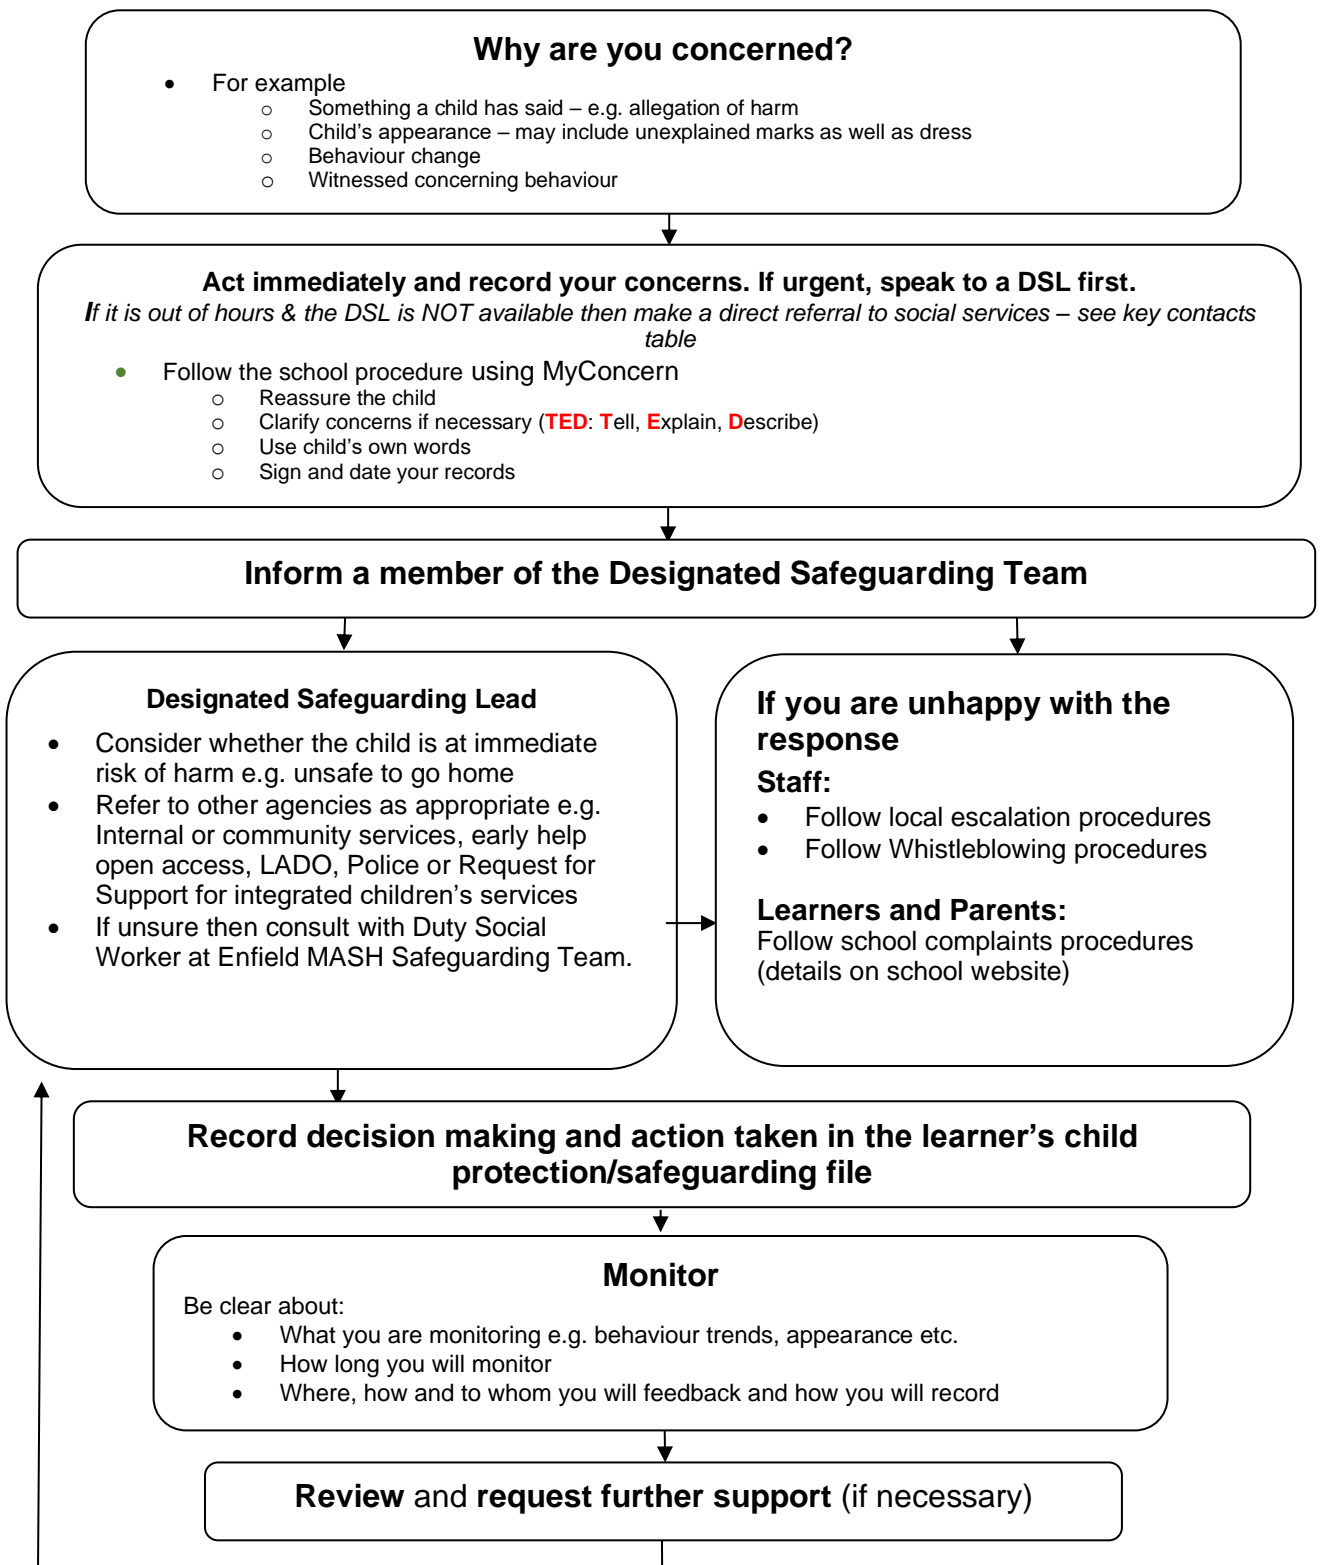 Why are you concerned?
• For example
o Something a child has said – e.g. allegation of harm
o Child's appearance – may include unexplained marks as well as dress
o Behaviour change
o Witnessed concerning behaviour
Act immediately and record your concerns. If urgent, speak to a DSL first.
If it is out of hours & the DSL is NOT available then make a direct referral to social services – see key contacts
table
• Follow the school procedure using MyConcern
o Reassure the child
o Clarify concerns if necessary (TED: Tell, Explain, Describe)
o Use child's own words
o Sign and date your records
Inform a member of the Designated Safeguarding Team
Designated Safeguarding Lead
• Consider whether the child is at immediate
risk of harm e.g. unsafe to go home
• Refer to other agencies as appropriate e.g.
Internal or community services, early help
open access, LADO, Police or Request for
Support for integrated children's services
• If unsure then consult with Duty Social
Worker at Enfield MASH Safeguarding Team.
If you are unhappy with the
response
Staff:
• Follow local escalation procedures
• Follow Whistleblowing procedures
Learners and Parents:
Follow school complaints procedures
(details on school website)
Record decision making and action taken in the learner's child
protection/safeguarding file
Monitor
Be clear about:
• What you are monitoring e.g. behaviour trends, appearance etc.
• How long you will monitor
• Where, how and to whom you will feedback and how you will record
Review and request further support (if necessary)